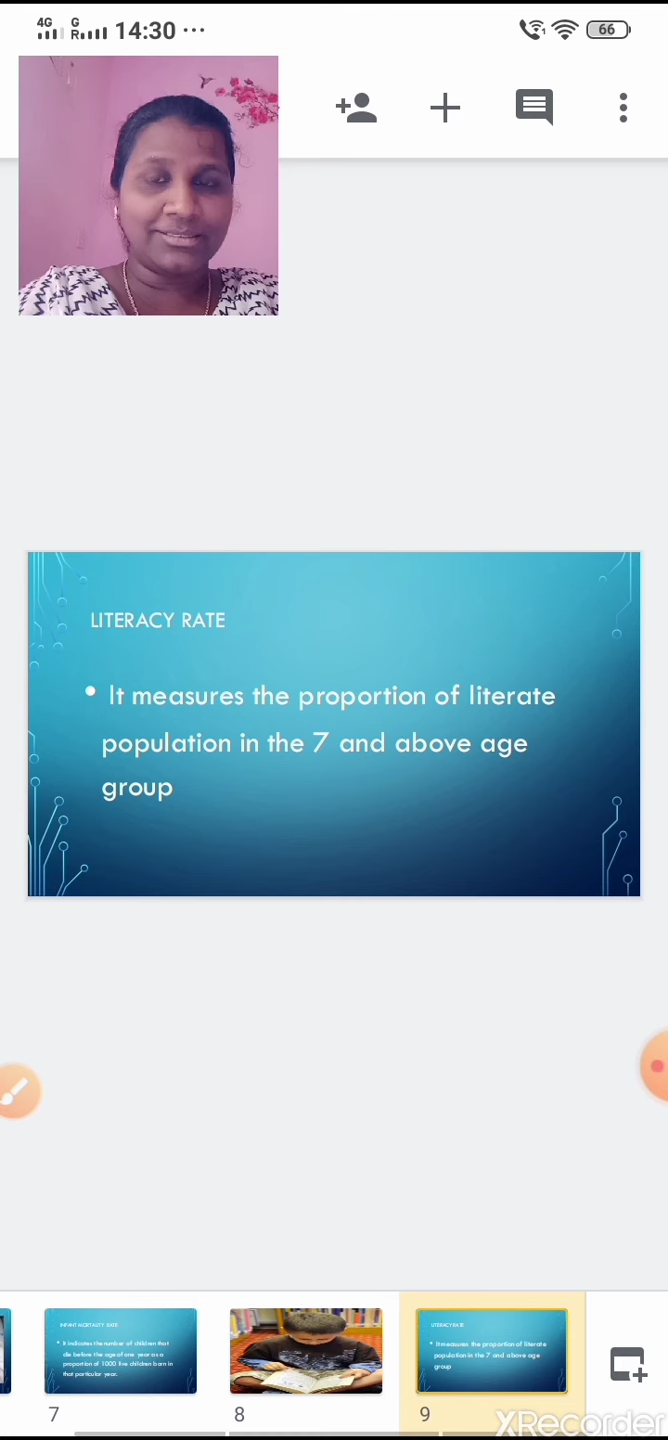 4G G R 14:30 ... 1 66
LITERACY RATE
• It measures the proportion of literate
population in the 7 and above age
group
INFANT MORTALITY RATE
• It indicates the number of children that
die before the age of one year as a
proportion of 1000 live children born in
that particular year.
LITERACY RATE
• It measures the proportion of literate
population in the 7 and above age
group
7 8 9
XRecorder